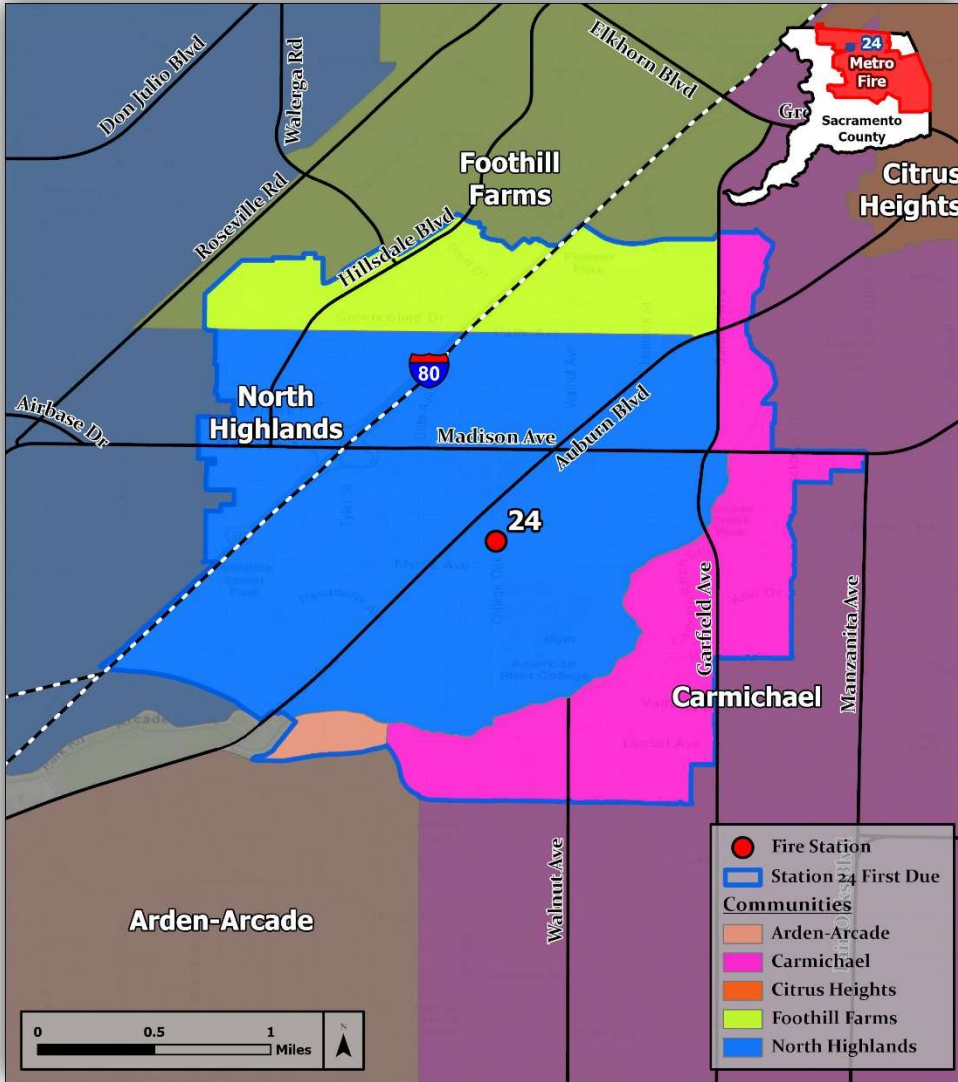 Don Julio Blvd
Walerga Rd
Elkhorn Blvd
24
Metro
Fire
Sacramento
County
Roseville Rd
Foothill
Farms
Citrus
Heights
Hillsdale Blvd
80
North
Highlands
Airbase Dr
Madison Ave
Auburn Blvd
24
Garfield Ave
Manzanita Ave
American
River College
Carmichael
Walnut Ave
Arden-Arcade
Fire Station
Station 24 First Due
Communities
Arden-Arcade
Carmichael
Citrus Heights
Foothill Farms
North Highlands
0
0.5
1
Miles
N